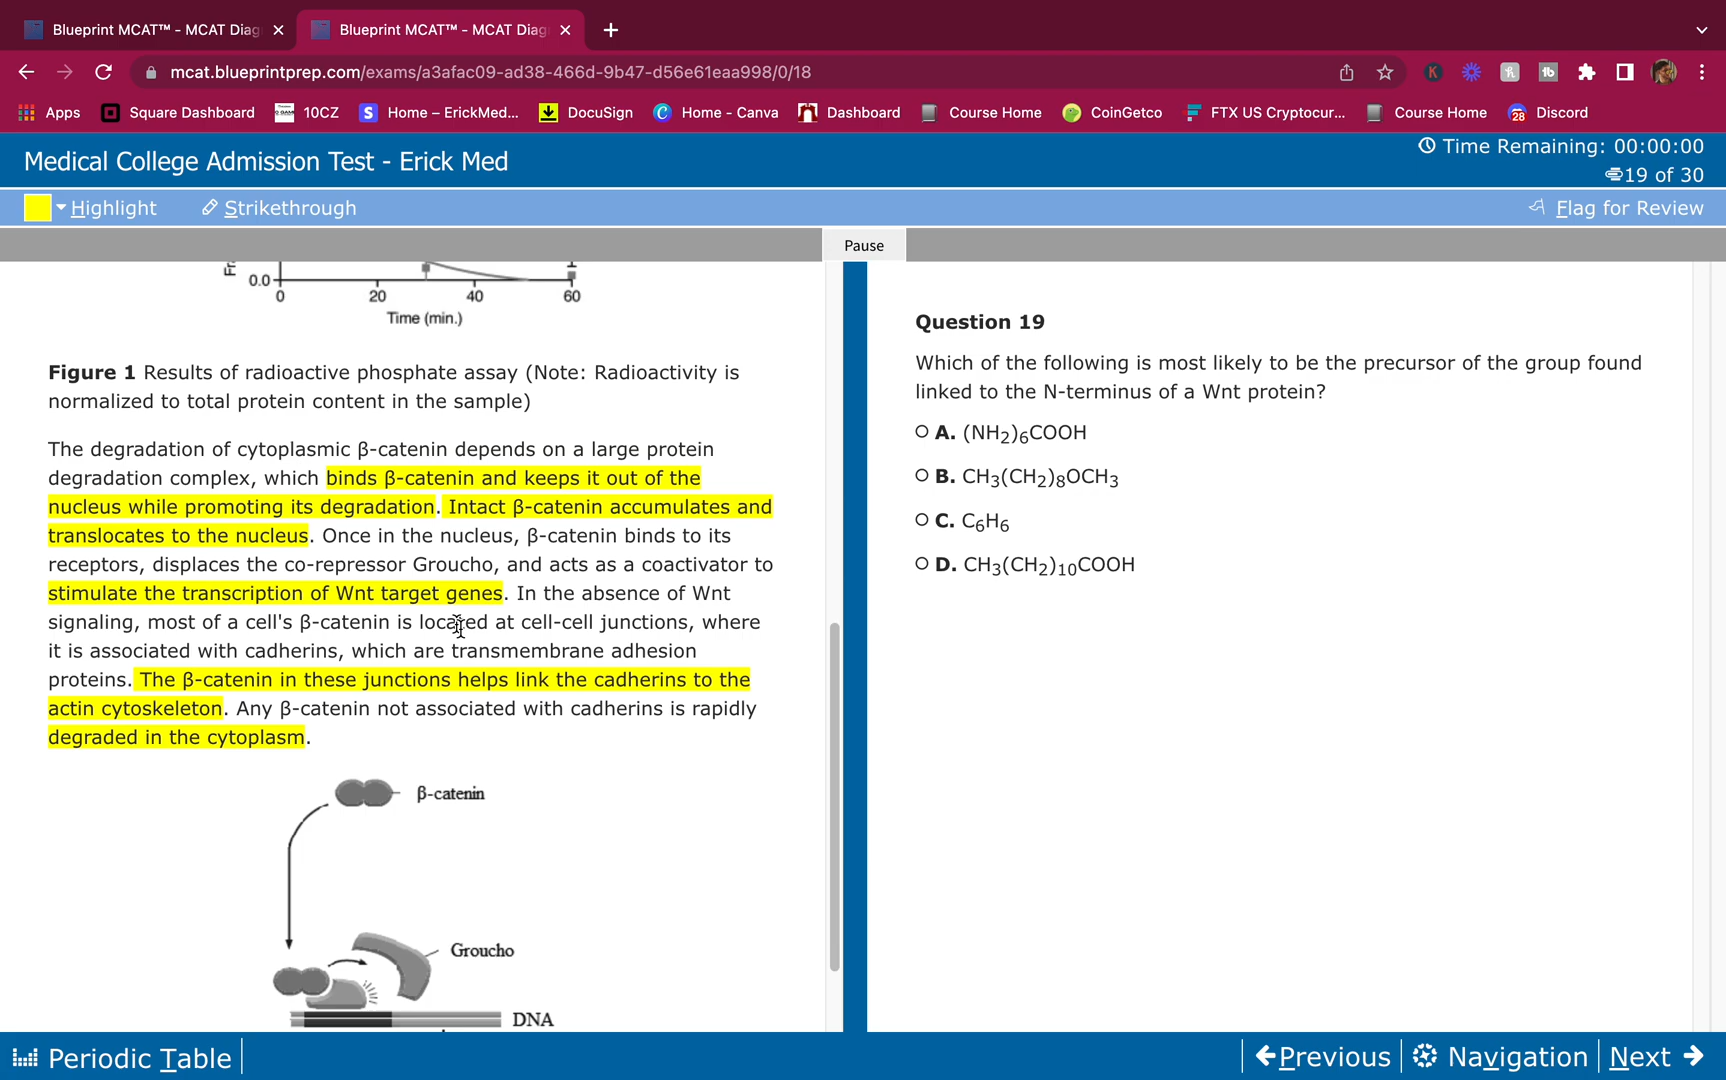 Blueprint MCAT™ - MCAT Diag
Blueprint MCAT™ - MCAT Diag
mcat.blueprintprep.com/exams/a3afac09-ad38-466d-9b47-d56e61eaa998/0/18
Apps
Square Dashboard
10CZ
Home – ErickMed...
DocuSign
Home - Canva
Dashboard
Course Home
CoinGetco
FTX US Cryptocur...
Course Home
28
Discord
Medical College Admission Test - Erick Med
Time Remaining: 00:00:00
19 of 30
Highlight
Strikethrough
Flag for Review
Pause
0.0
0 20 40 60
Time (min.)
Figure 1 Results of radioactive phosphate assay (Note: Radioactivity is
normalized to total protein content in the sample)
The degradation of cytoplasmic β-catenin depends on a large protein
degradation complex, which binds β-catenin and keeps it out of the
nucleus while promoting its degradation. Intact β-catenin accumulates and
translocates to the nucleus. Once in the nucleus, β-catenin binds to its
receptors, displaces the co-repressor Groucho, and acts as a coactivator to
stimulate the transcription of Wnt target genes. In the absence of Wnt
signaling, most of a cell's β-catenin is located at cell-cell junctions, where
it is associated with cadherins, which are transmembrane adhesion
proteins. The β-catenin in these junctions helps link the cadherins to the
actin cytoskeleton. Any β-catenin not associated with cadherins is rapidly
degraded in the cytoplasm.
β-catenin
Groucho
DNA
Question 19
Which of the following is most likely to be the precursor of the group found
linked to the N-terminus of a Wnt protein?
A. (NH2)6COOH
B. CH3(CH2)8OCH3
C. C6H6
D. CH3(CH2)10COOH
Periodic Table
Previous
Navigation
Next